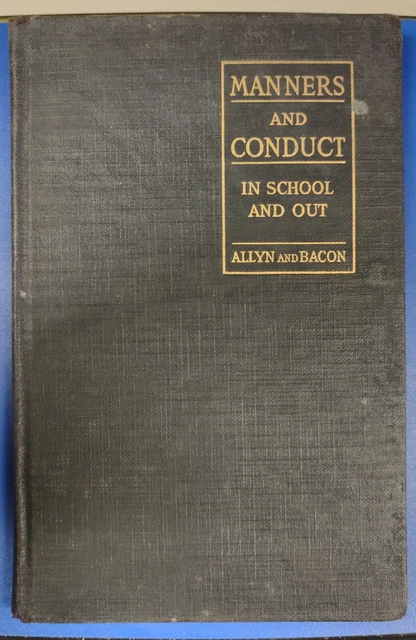 MANNERS
AND
CONDUCT
IN SCHOOL
AND OUT
ALLYN AND BACON